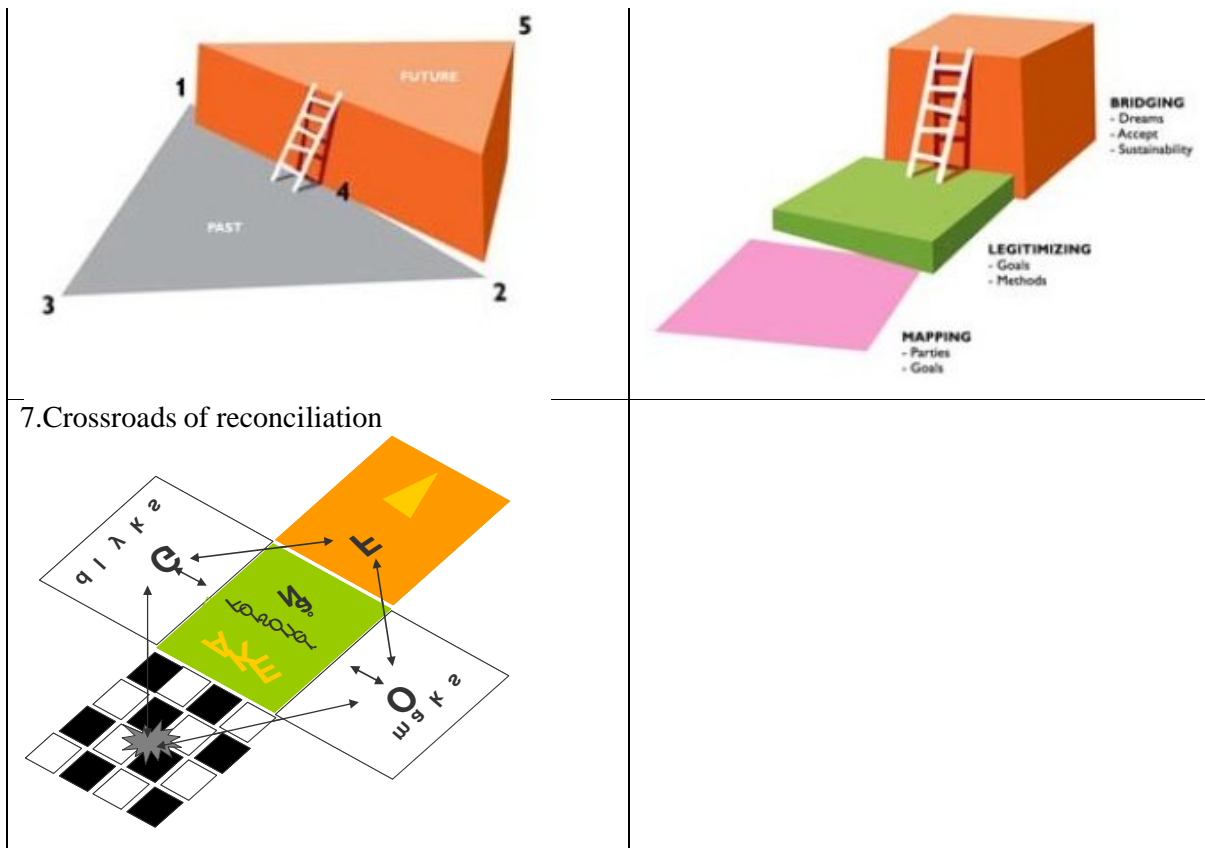 5
FUTURE
1
4
PAST
3
2
BRIDGING
- Dreams
- Accept
- Sustainability
LEGITIMIZING
- Goals
- Methods
MAPPING
- Parties
- Goals
7.Crossroads of reconciliation
F
G
O